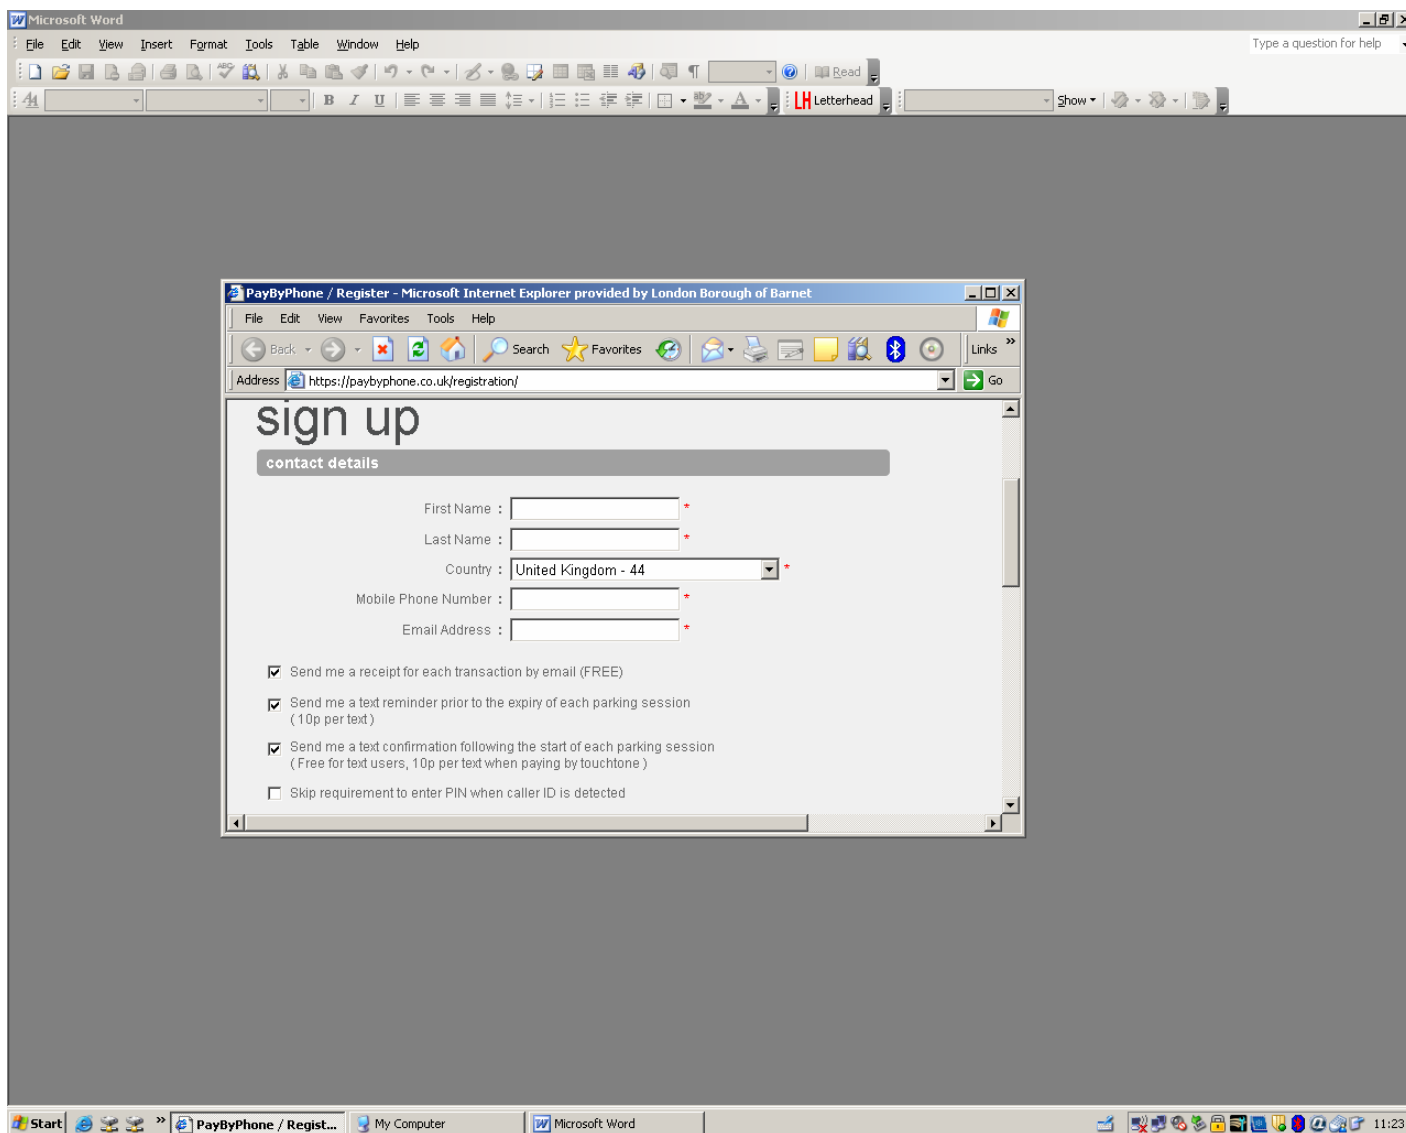 Microsoft Word
File Edit View Insert Format Tools Table Window Help
Type a question for help
Read
Letterhead
Show
PayByPhone / Register - Microsoft Internet Explorer provided by London Borough of Barnet
File Edit View Favorites Tools Help
Back Search Favorites Links
Address https://paybyphone.co.uk/registration/ Go
sign up
contact details
First Name : *
Last Name : *
Country : United Kingdom - 44 *
Mobile Phone Number : *
Email Address : *
Send me a receipt for each transaction by email (FREE)
Send me a text reminder prior to the expiry of each parking session
( 10p per text )
Send me a text confirmation following the start of each parking session
( Free for text users, 10p per text when paying by touchtone )
Skip requirement to enter PIN when caller ID is detected
Start PayByPhone / Regist... My Computer Microsoft Word 11:23